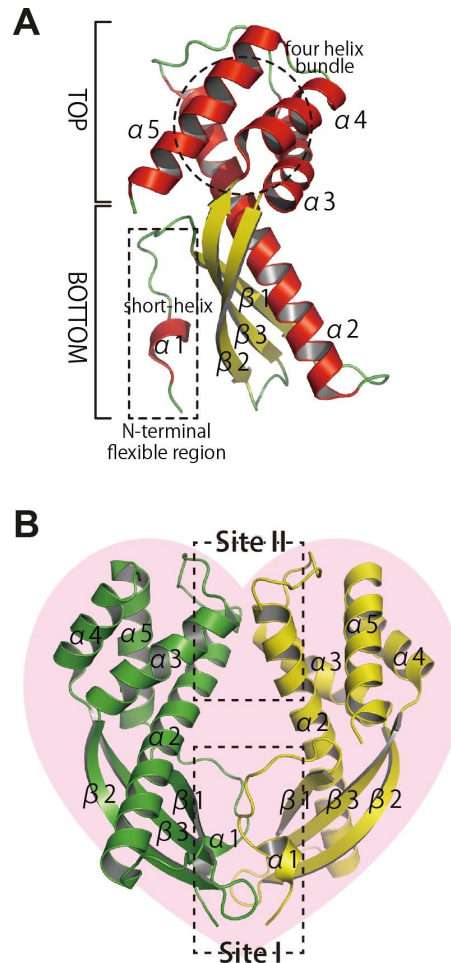 A
TOP
BOTTOM
four helix
bundle
α5
α4
α3
short-helix
α1
β1
β3
β2
α2
N-terminal
flexible region
B
Site II
α4
α5
α3
α2
β2
β1
β3
α1
α5
α3
α4
α2
β1
β3
β2
α1
Site I